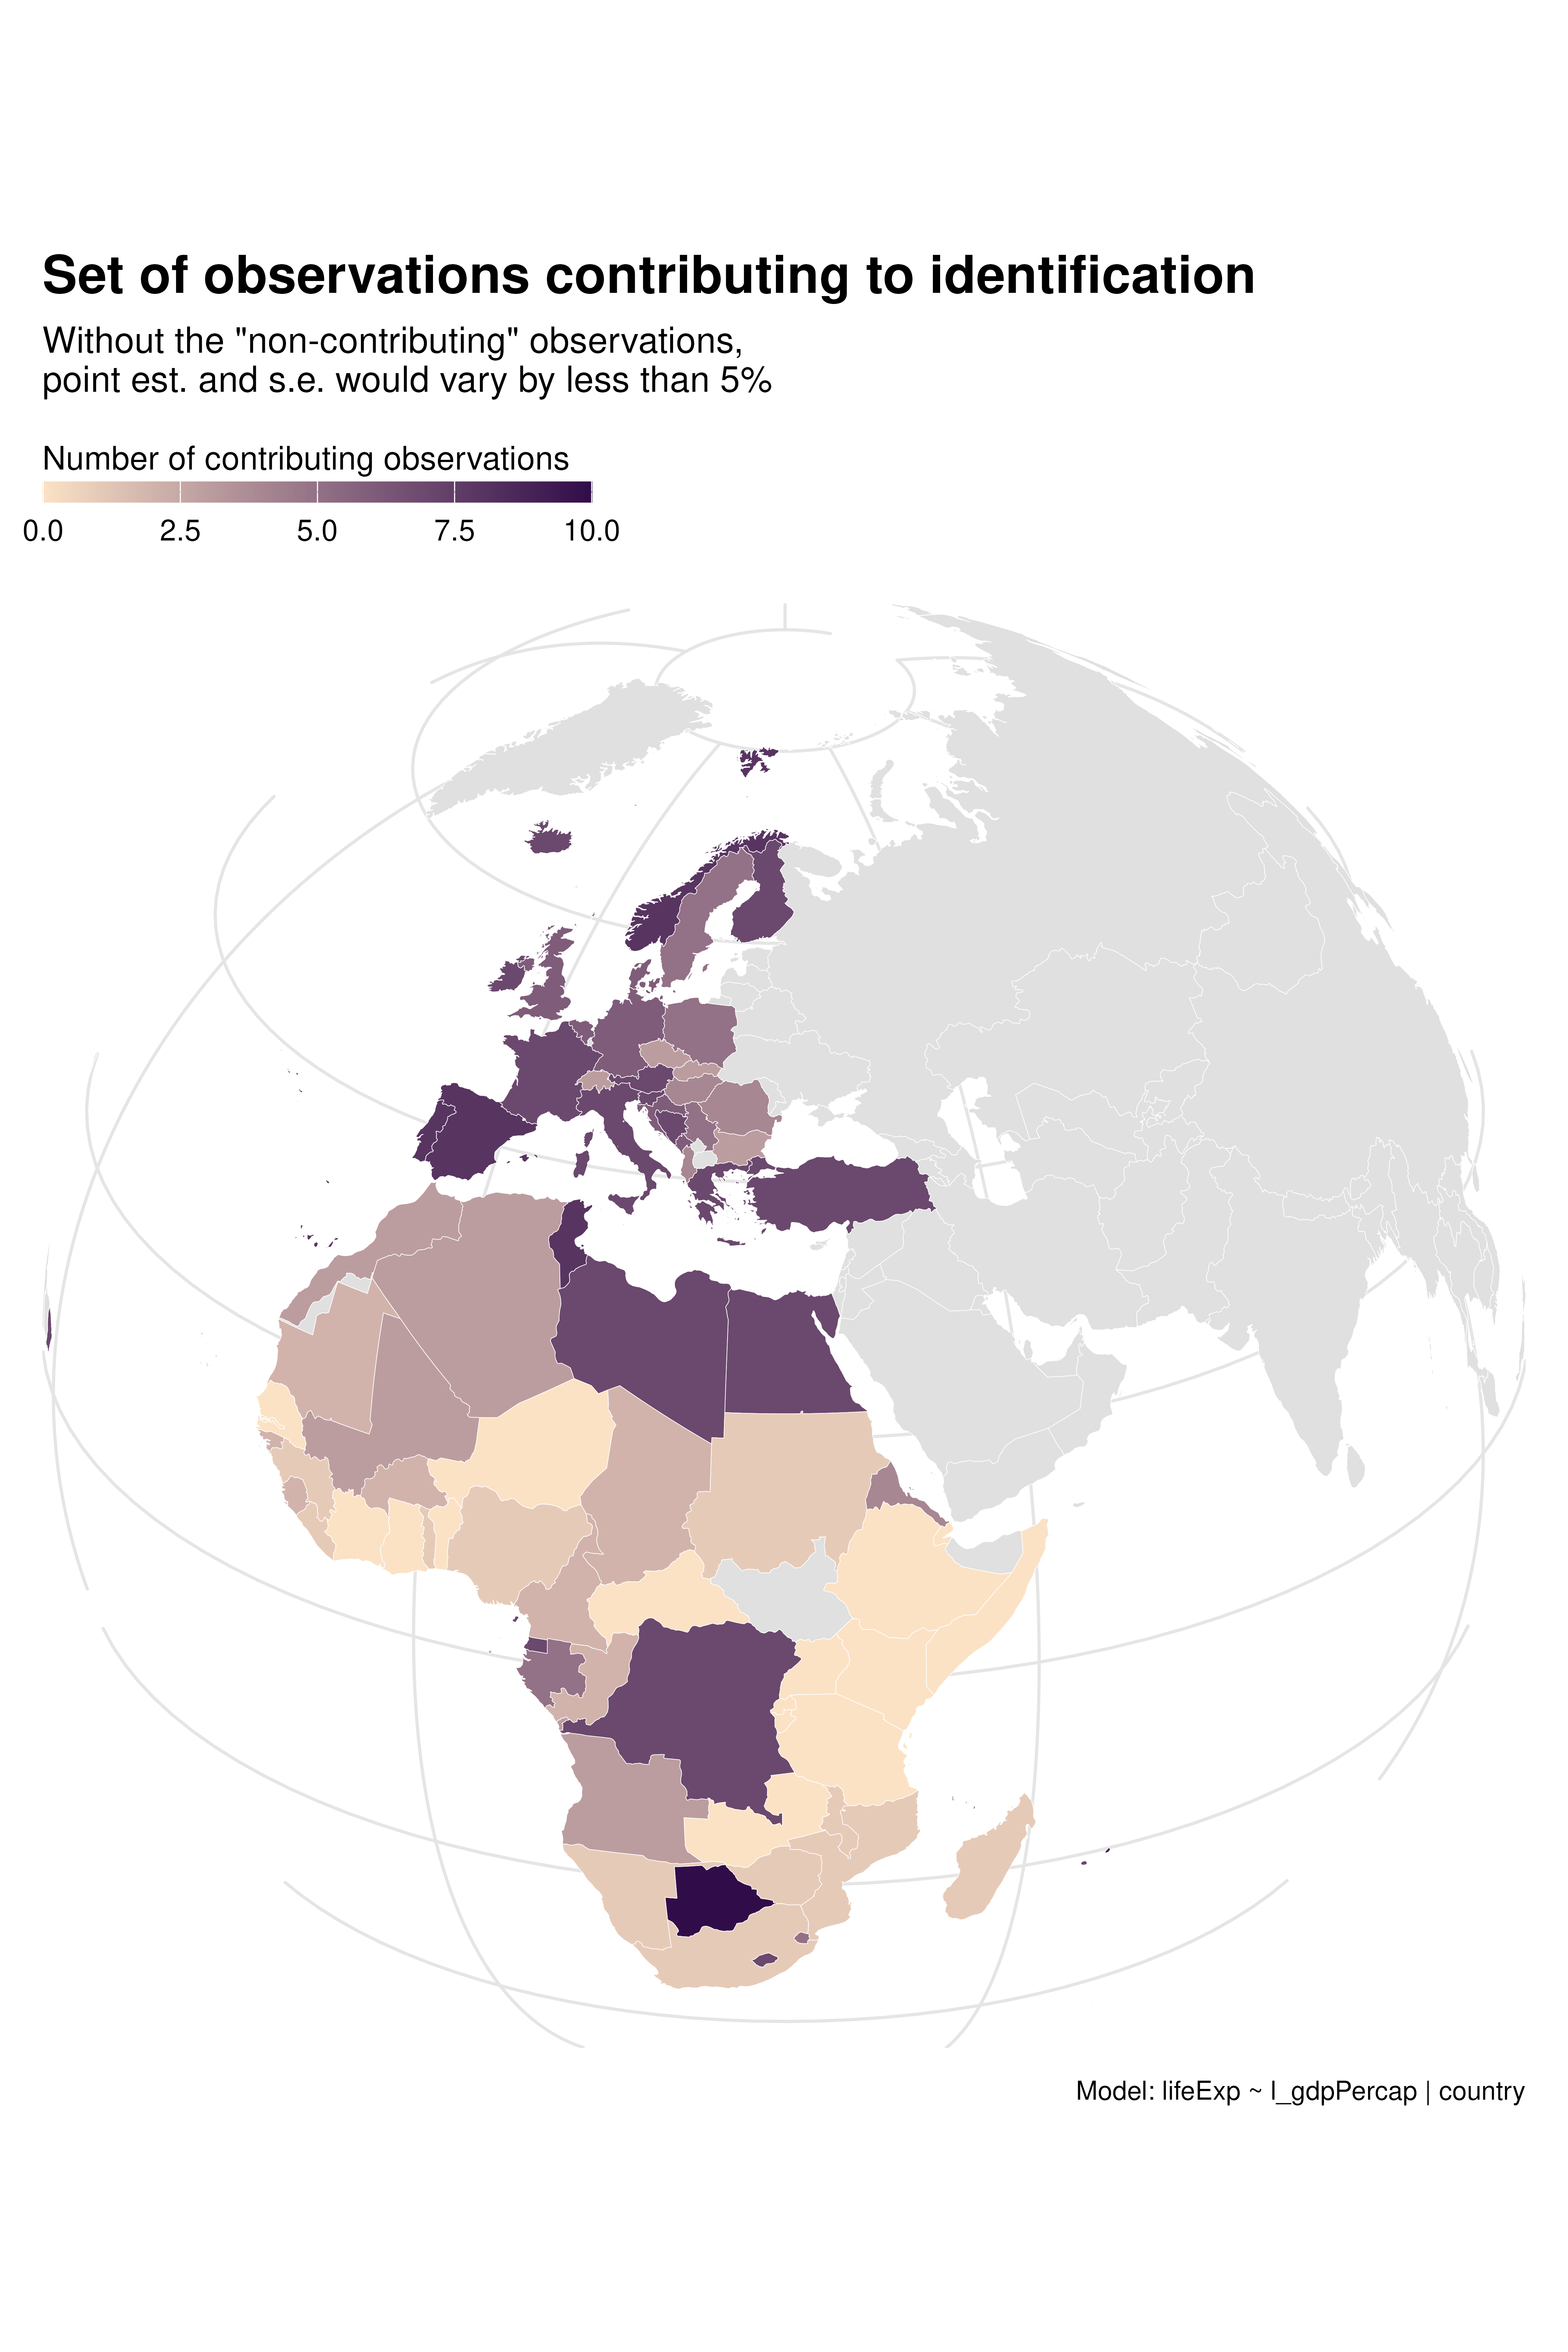 Set of observations contributing to identification
Without the "non-contributing" observations,
point est. and s.e. would vary by less than 5%
Number of contributing observations
0.0 2.5 5.0 7.5 10.0
Model: lifeExp ~ l_gdpPercap | country